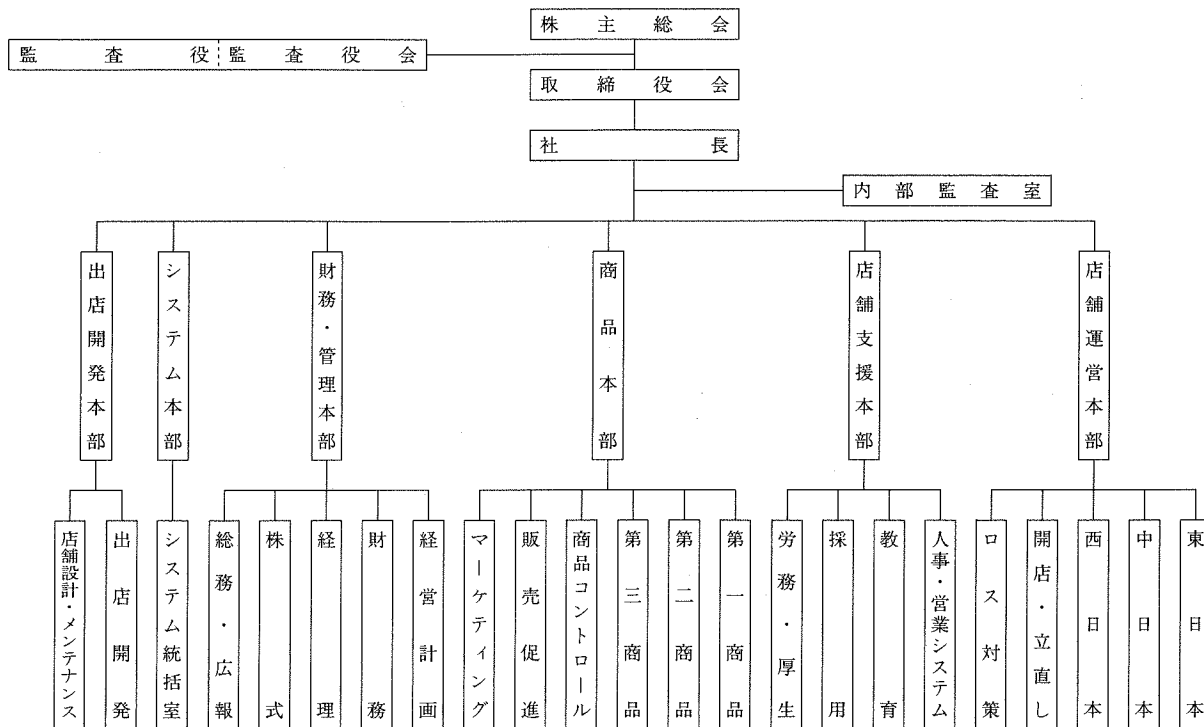 株主総会
監査役 監査役会
取締役会
社長
内部監査室
出店開発本部
システム本部
財務・管理本部
商品本部
店舗支援本部
店舗運営本部
店舗設計・メンテナンス
出店開発
システム統括室
総務・広報
株式
経理
財務
経営計画
マーケティング
販売促進
商品コントロール
第三商品
第二商品
第一商品
労務・厚生
採用
教育
人事・営業システム
ロス対策
開店・立直し
西日本
中日本
東日本